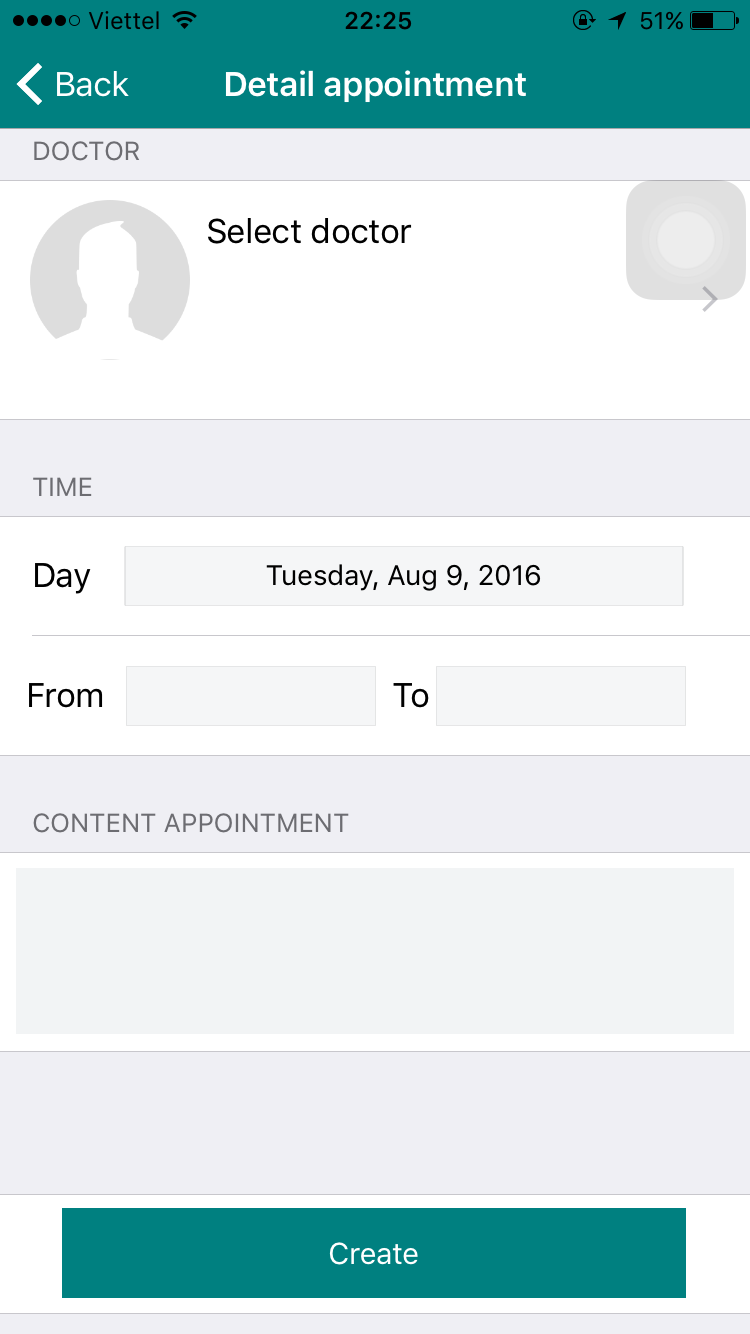 Viettel 22:25 51%
Back Detail appointment
DOCTOR
Select doctor
TIME
Day Tuesday, Aug 9, 2016
From To
CONTENT APPOINTMENT
Create